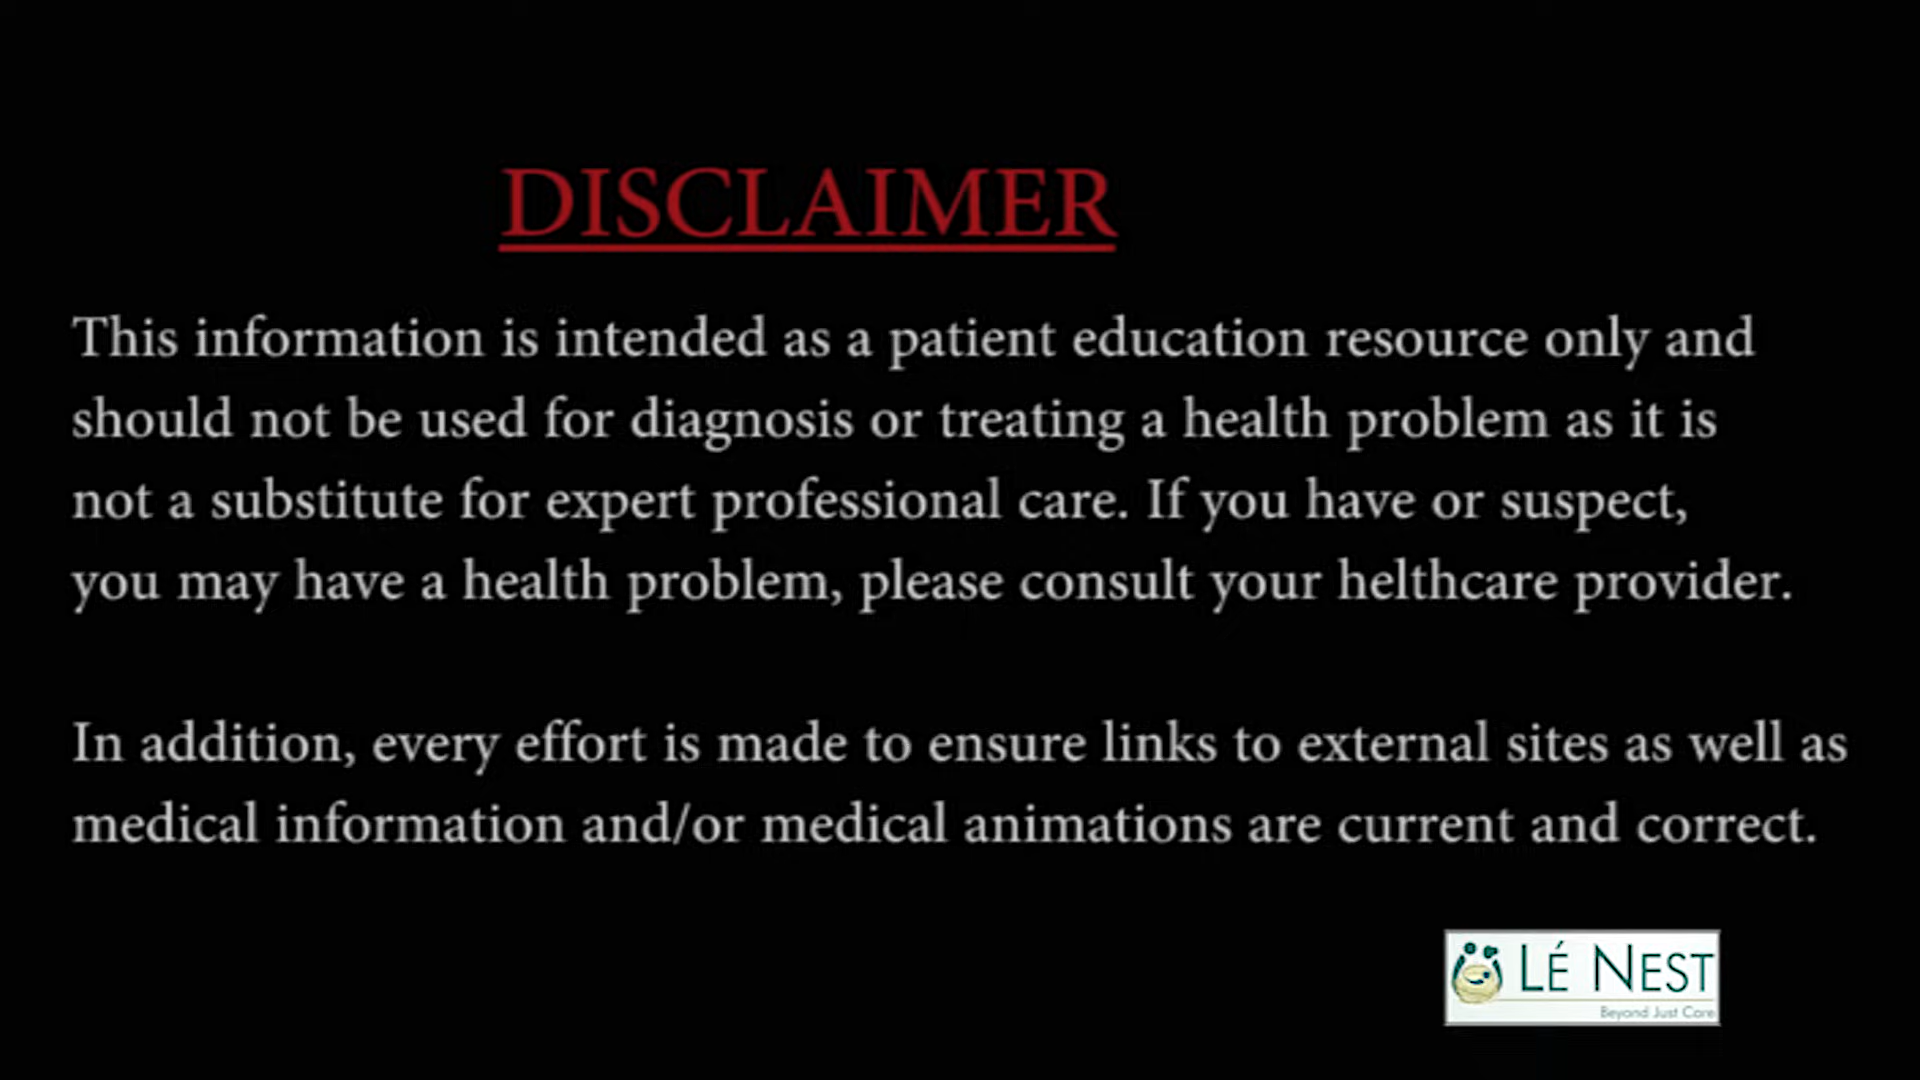 DISCLAIMER
This information is intended as a patient education resource only and
should not be used for diagnosis or treating a health problem as it is
not a substitute for expert professional care. If you have or suspect,
you may have a health problem, please consult your helthcare provider.
In addition, every effort is made to ensure links to external sites as well as
medical information and/or medical animations are current and correct.
LÉ NEST
Beyond Just Care